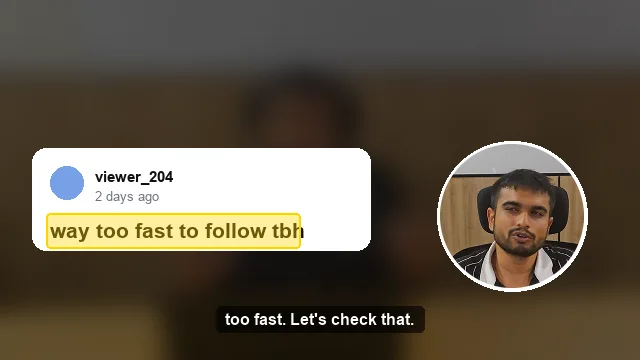 viewer_204
2 days ago
way too fast to follow tbh
too fast. Let's check that.